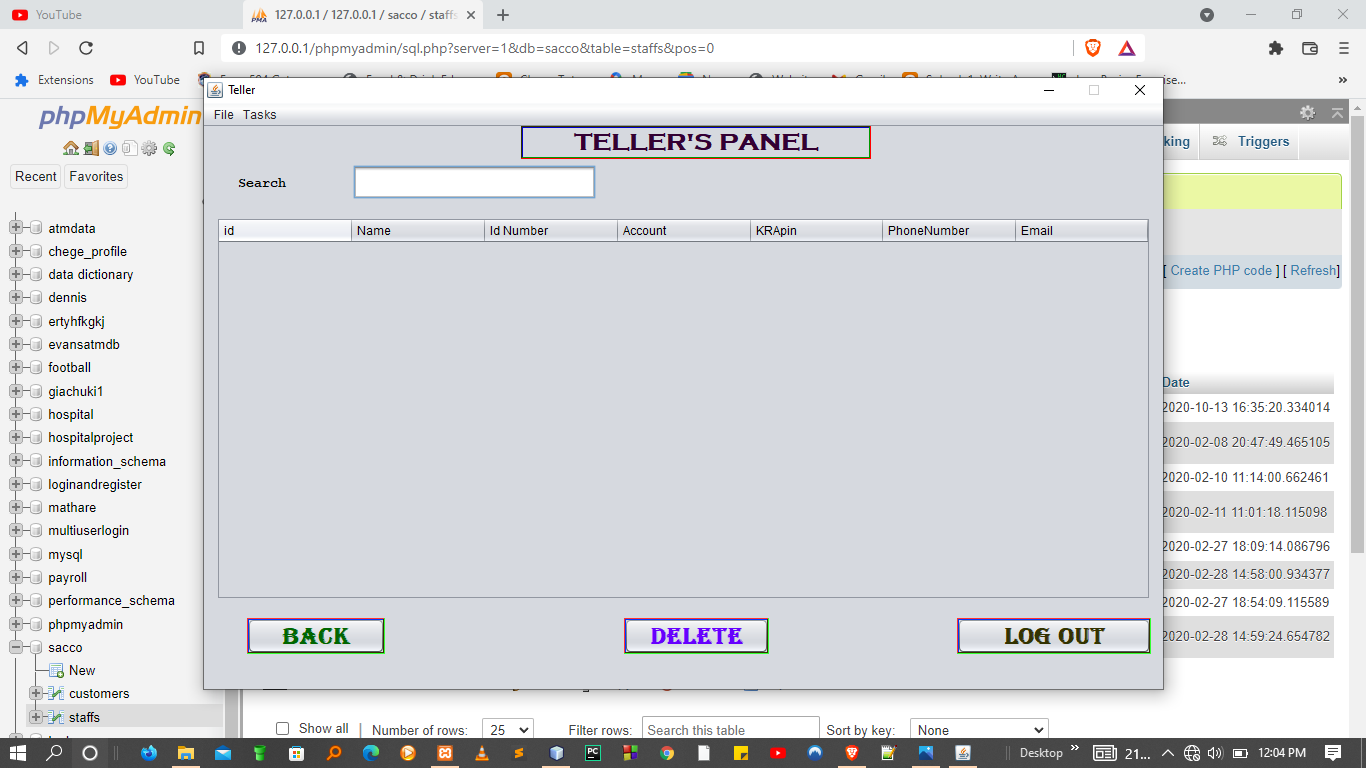 YouTube
127.0.0.1 / 127.0.0.1 / sacco / staffs
127.0.0.1/phpmyadmin/sql.php?server=1&db=sacco&table=staffs&pos=0
Extensions
YouTube
Teller
File Tasks
TELLER'S PANEL
Search
id Name Id Number Account KRApin PhoneNumber Email
BACK DELETE LOG OUT
phpMyAdmin
Recent Favorites
atmdata
chege_profile
data dictionary
dennis
ertyhfkgkj
evansatmdb
football
giachuki1
hospital
hospitalproject
information_schema
loginandregister
mathare
multiuserlogin
mysql
payroll
performance_schema
phpmyadmin
sacco
New
customers
staffs
king Triggers
[ Create PHP code ] [ Refresh]
Date
2020-10-13 16:35:20.334014
2020-02-08 20:47:49.465105
2020-02-10 11:14:00.662461
2020-02-11 11:01:18.115098
2020-02-27 18:09:14.086796
2020-02-28 14:58:00.934377
2020-02-27 18:54:09.115589
2020-02-28 14:59:24.654782
Show all | Number of rows: 25 Filter rows: Search this table Sort by key: None
Desktop » 21... 12:04 PM